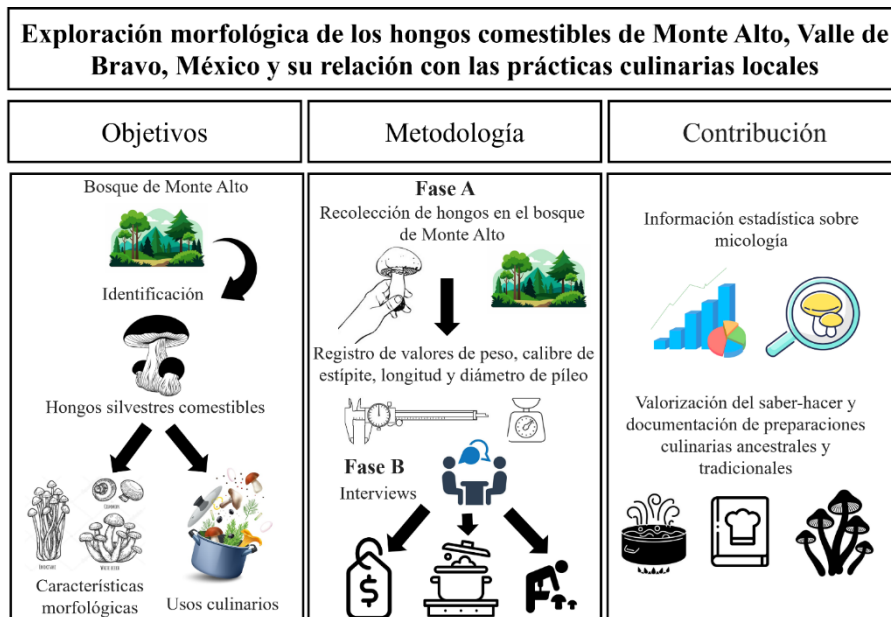 Exploración morfológica de los hongos comestibles de Monte Alto, Valle de
Bravo, México y su relación con las prácticas culinarias locales
Objetivos
Bosque de Monte Alto
Identificación
Hongos silvestres comestibles
Características
morfológicas
Usos culinarios
Metodología
Fase A
Recolección de hongos en el bosque
de Monte Alto
Registro de valores de peso, calibre de
estípite, longitud y diámetro de píleo
Fase B
Interviews
$
Contribución
Información estadística sobre
micología
Valorización del saber-hacer y
documentación de preparaciones
culinarias ancestrales y
tradicionales